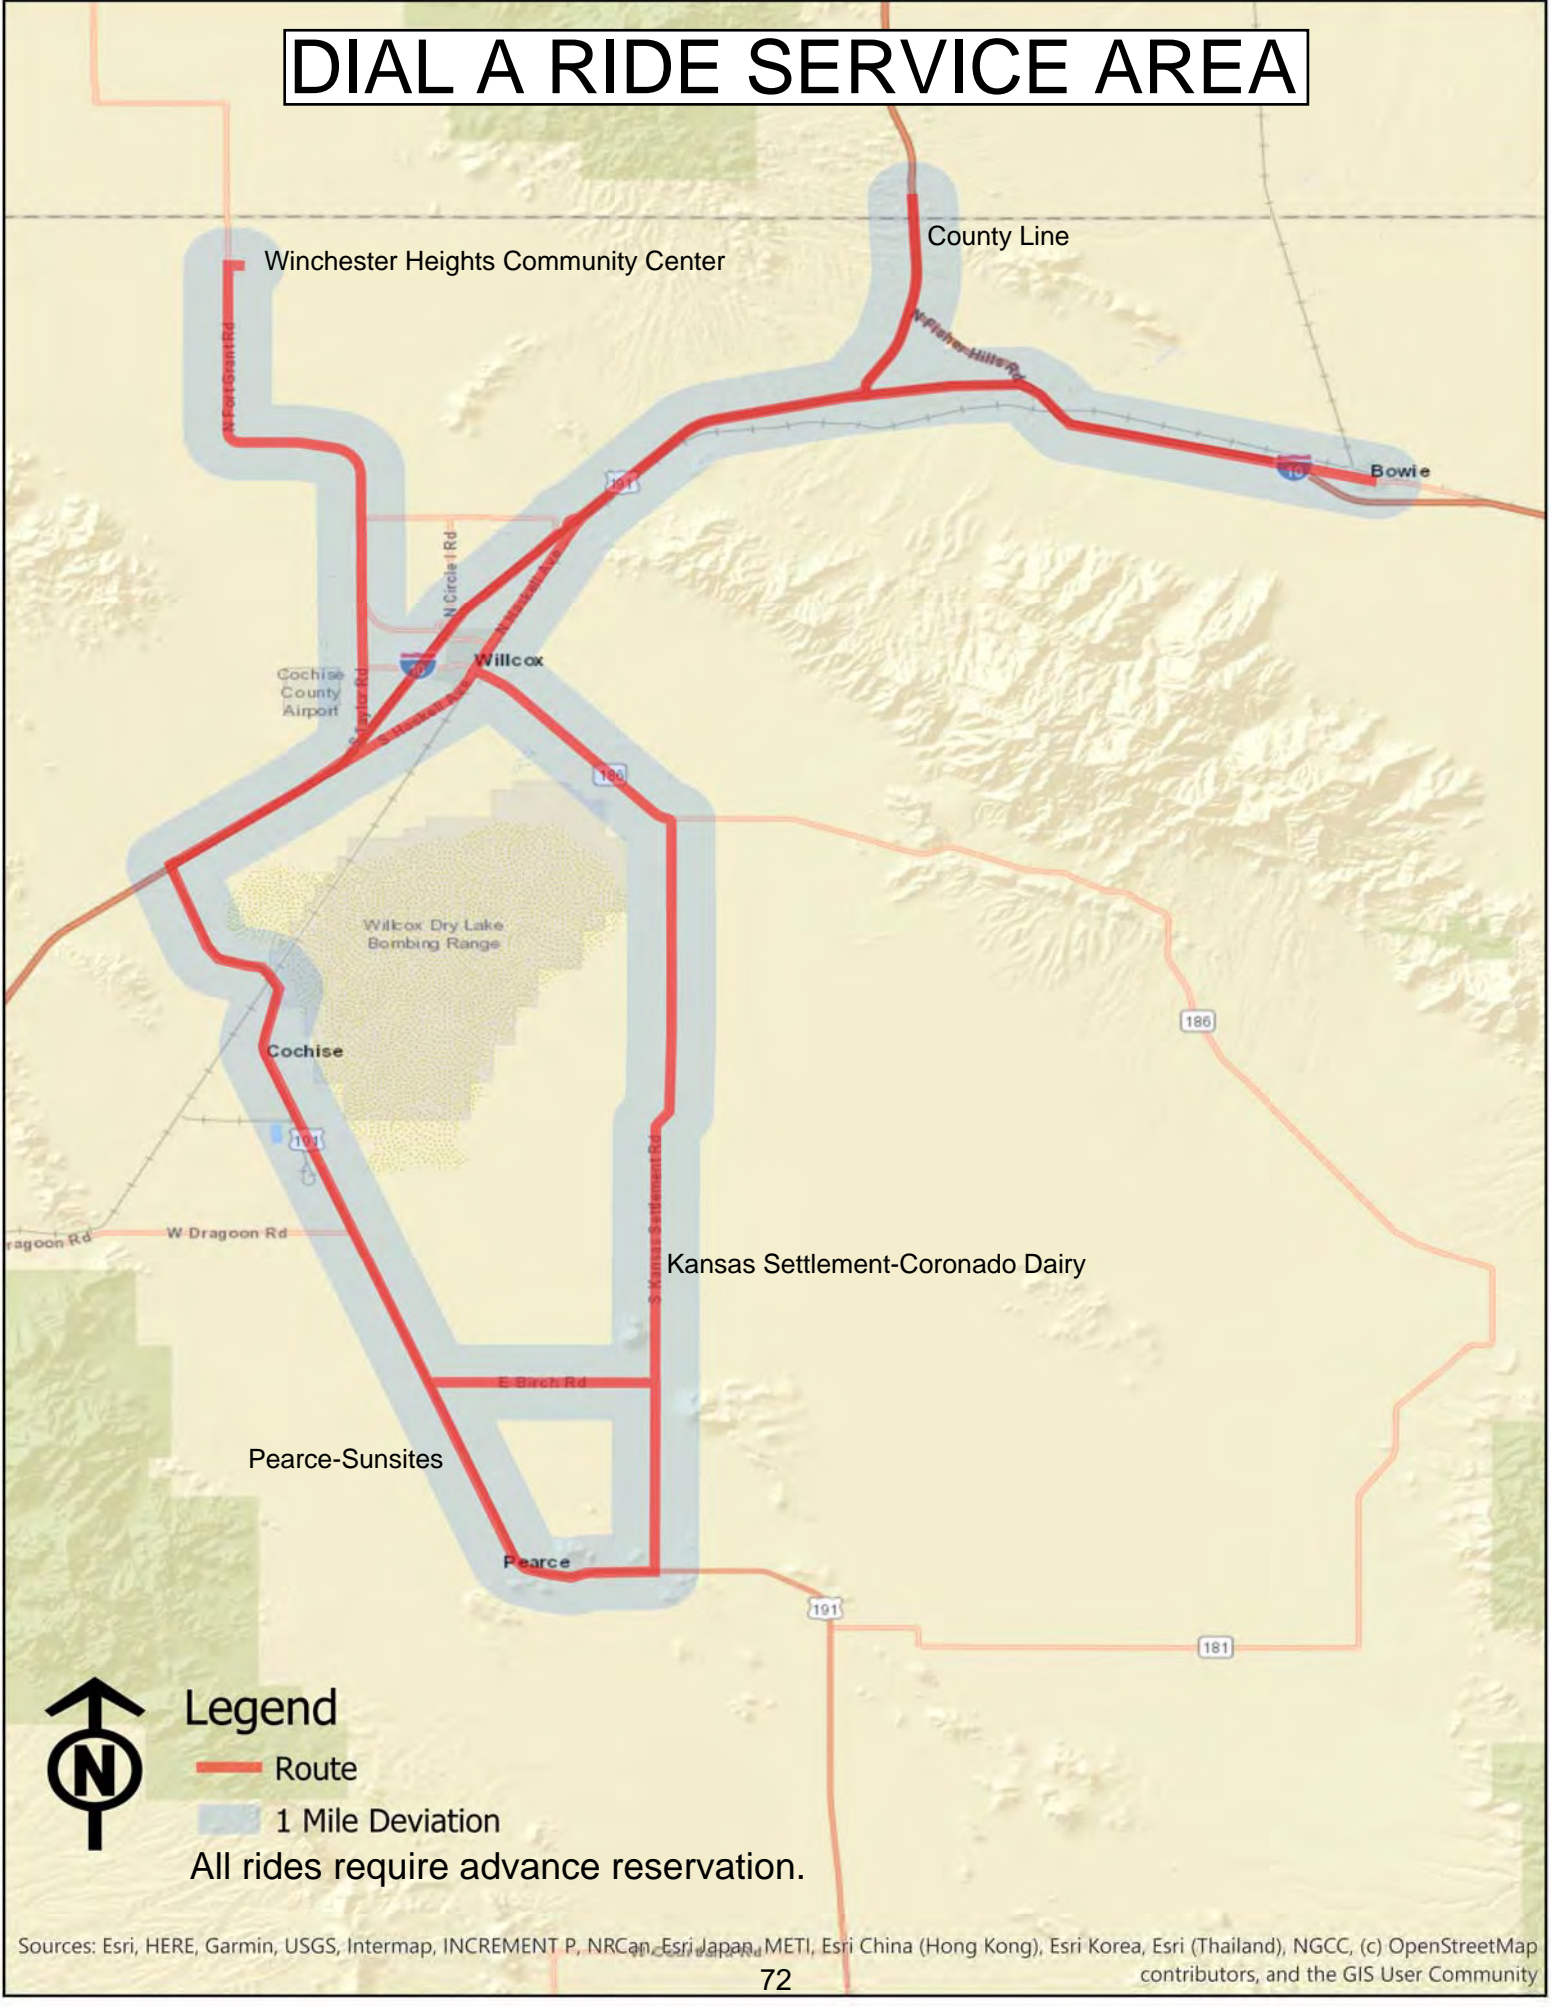 DIAL A RIDE SERVICE AREA
County Line
Winchester Heights Community Center
N Fort Grant Rd
N Fisher Hills Rd
191
10
Bowie
N Circle I Rd
N Haskell Ave
Willcox
10
Cochise
County
Airport
S Taylor Rd
S Haskell Ave
186
Willcox Dry Lake
Bombing Range
186
Cochise
191
W Dragoon Rd
ragoon Rd
S Kansas Settlement Rd
Kansas Settlement-Coronado Dairy
E Birch Rd
Pearce-Sunsites
Pearce
191
181
N
Legend
Route
1 Mile Deviation
All rides require advance reservation.
Sources: Esri, HERE, Garmin, USGS, Intermap, INCREMENT P, NRCan, Esri Japan, METI, Esri China (Hong Kong), Esri Korea, Esri (Thailand), NGCC, (c) OpenStreetMap
contributors, and the GIS User Community
72